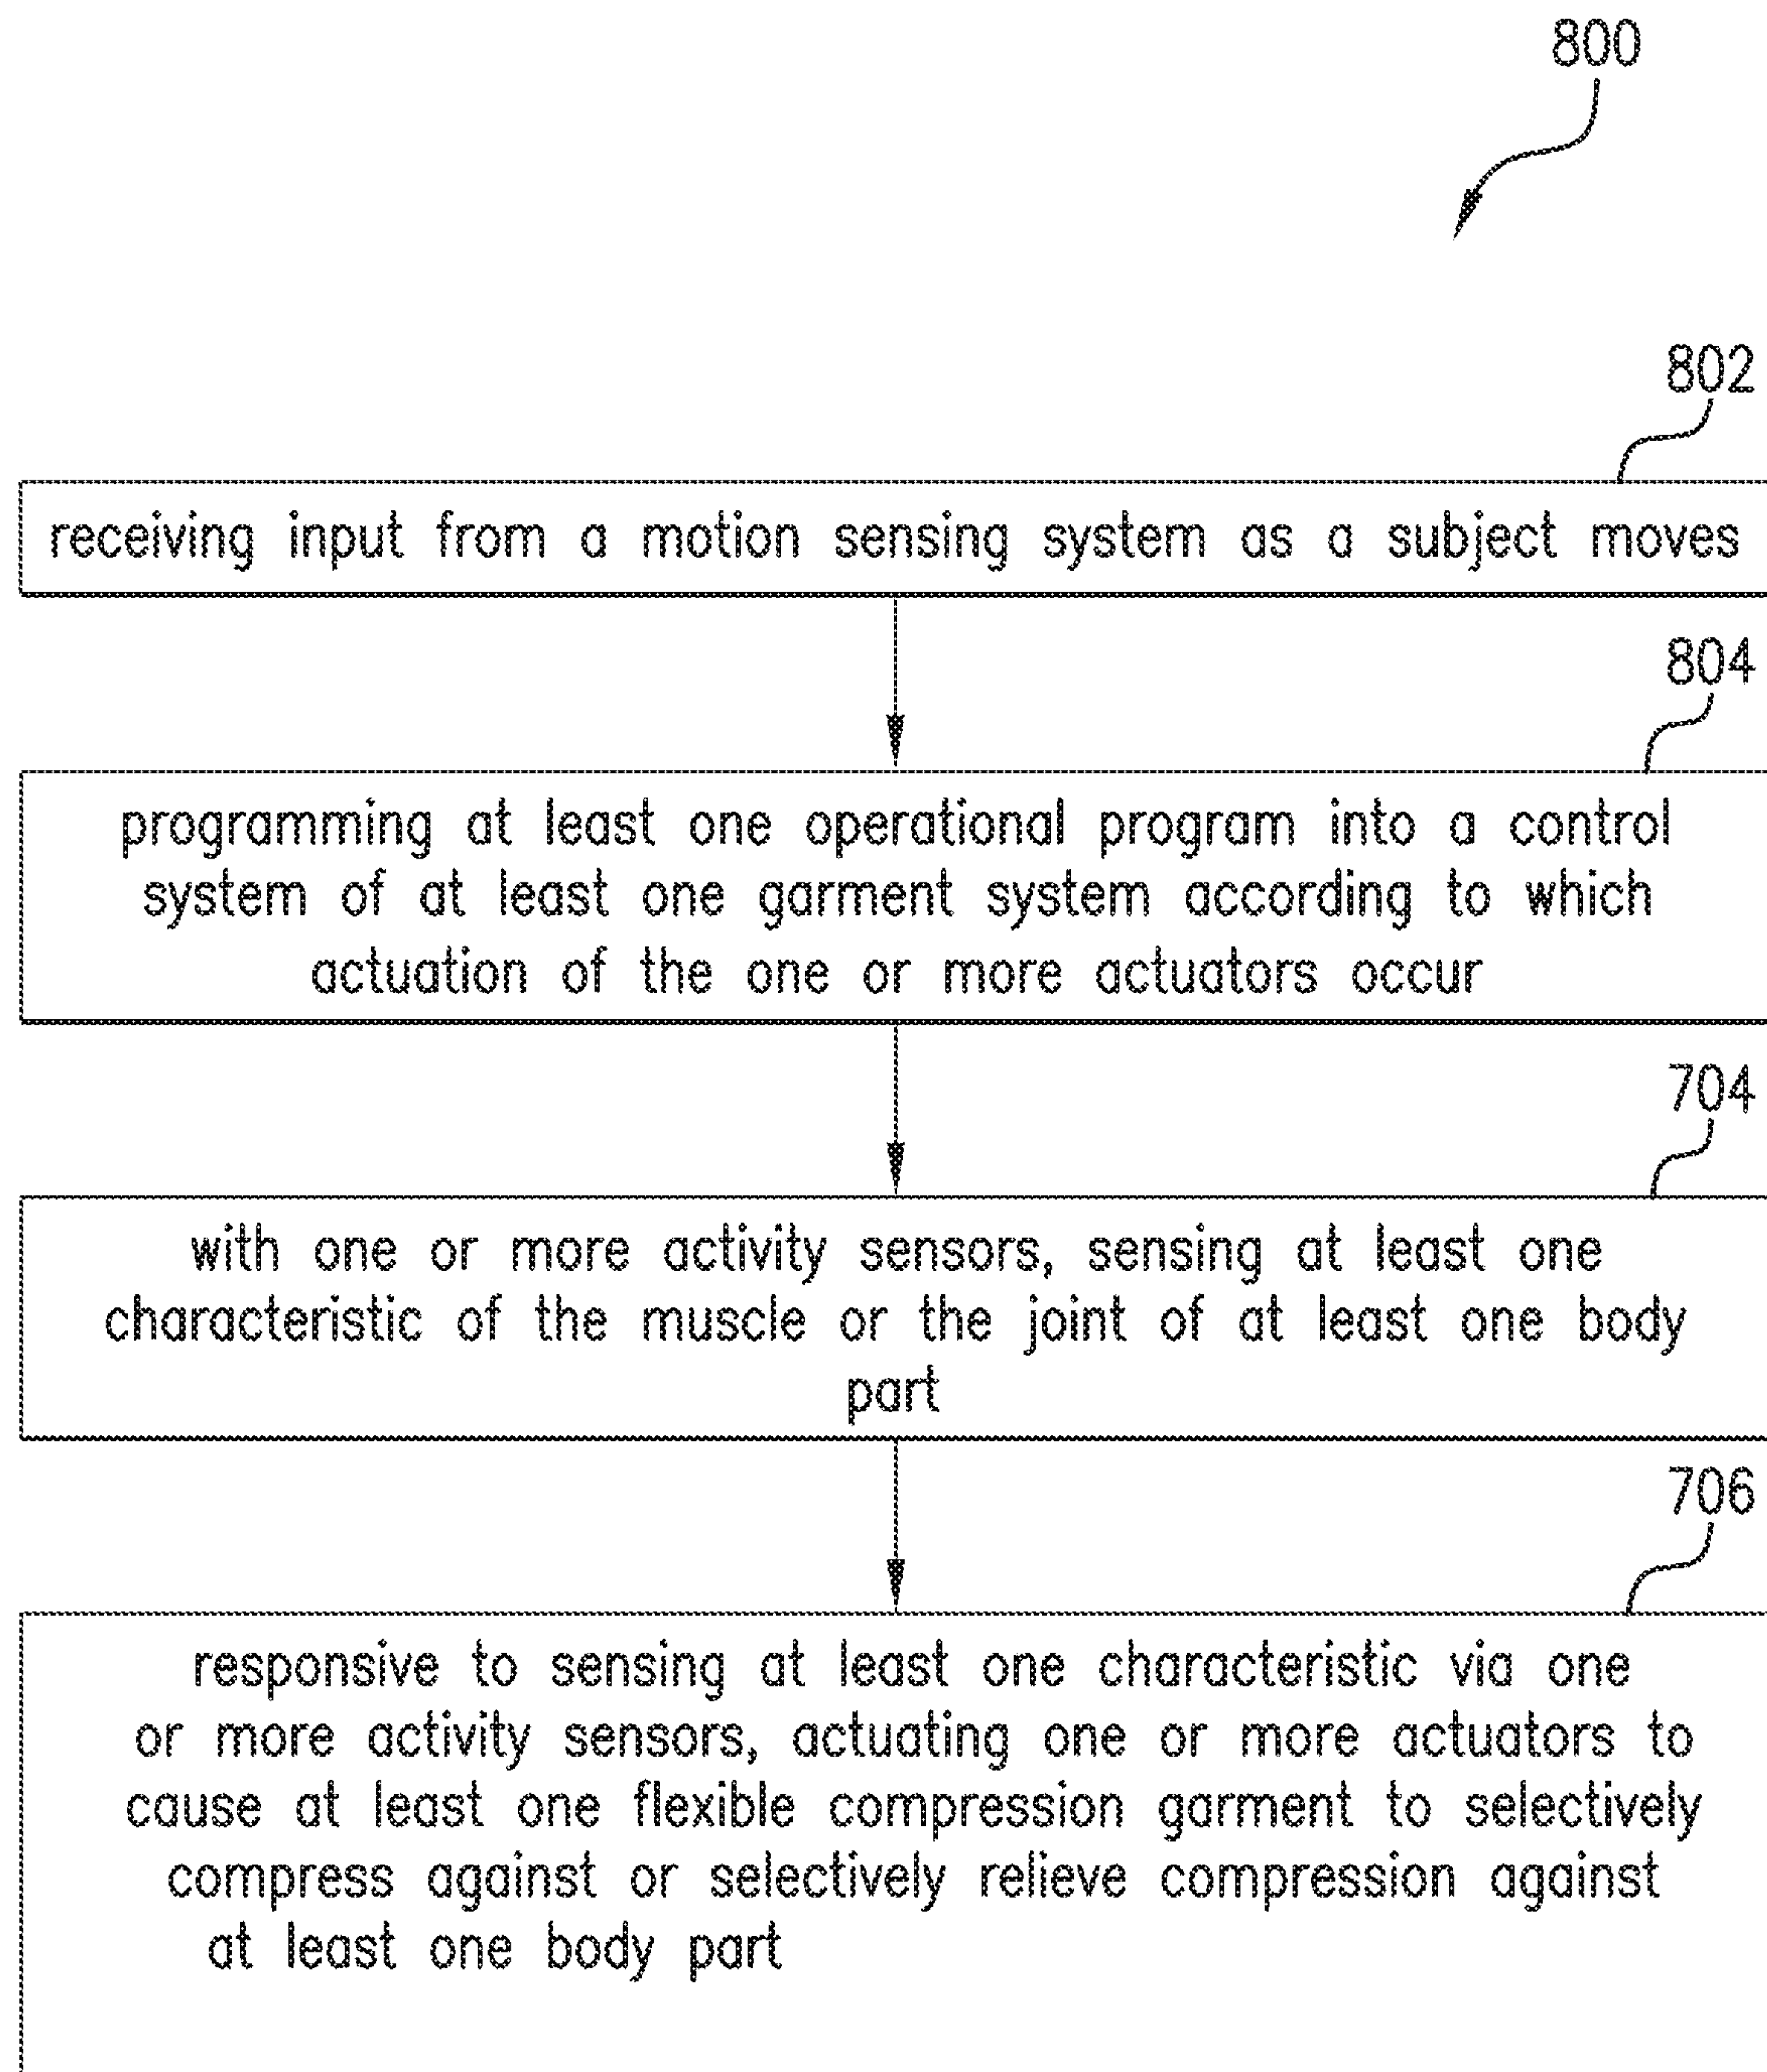 800
802
receiving input from a motion sensing system as a subject moves
804
programming at least one operational program into a control
system of at least one garment system according to which
actuation of the one or more actuators occur
704
with one or more activity sensors, sensing at least one
characteristic of the muscle or the joint of at least one body
part
706
responsive to sensing at least one characteristic via one
or more activity sensors, actuating one or more actuators to
cause at least one flexible compression garment to selectively
compress against or selectively relieve compression against
at least one body part